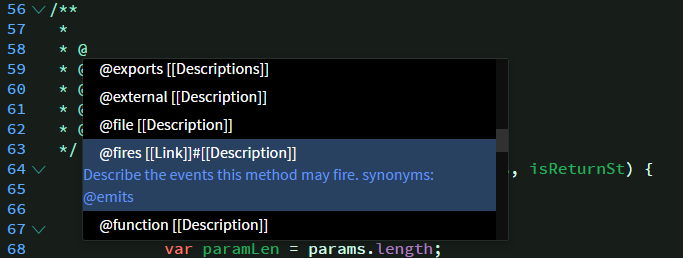 56 /**
57 *
58 * @
59 * @
@exports [[Descriptions]]
60 * @
@external [[Description]]
61 * @
@file [[Description]]
62 * @
@fires [[Link]]#[[Description]]
63 */
Describe the events this method may fire. synonyms:
64 , isReturnSt) {
65
@emits
66
@function [[Description]]
67
68 var paramLen = params.length;